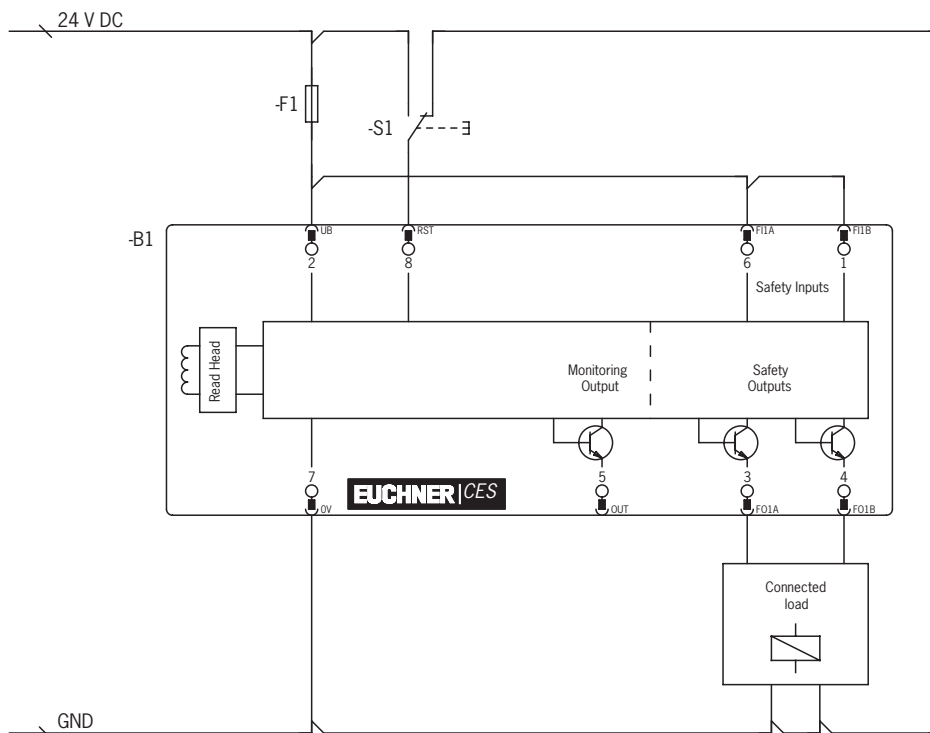 24 V DC
-F1
-S1
-B1
UB
RST
FI1A
FI1B
2
8
6
1
Safety Inputs
Read Head
Monitoring
Output
Safety
Outputs
7
5
3
4
EUCHNER|CES
0V
OUT
FO1A
FO1B
Connected
load
GND